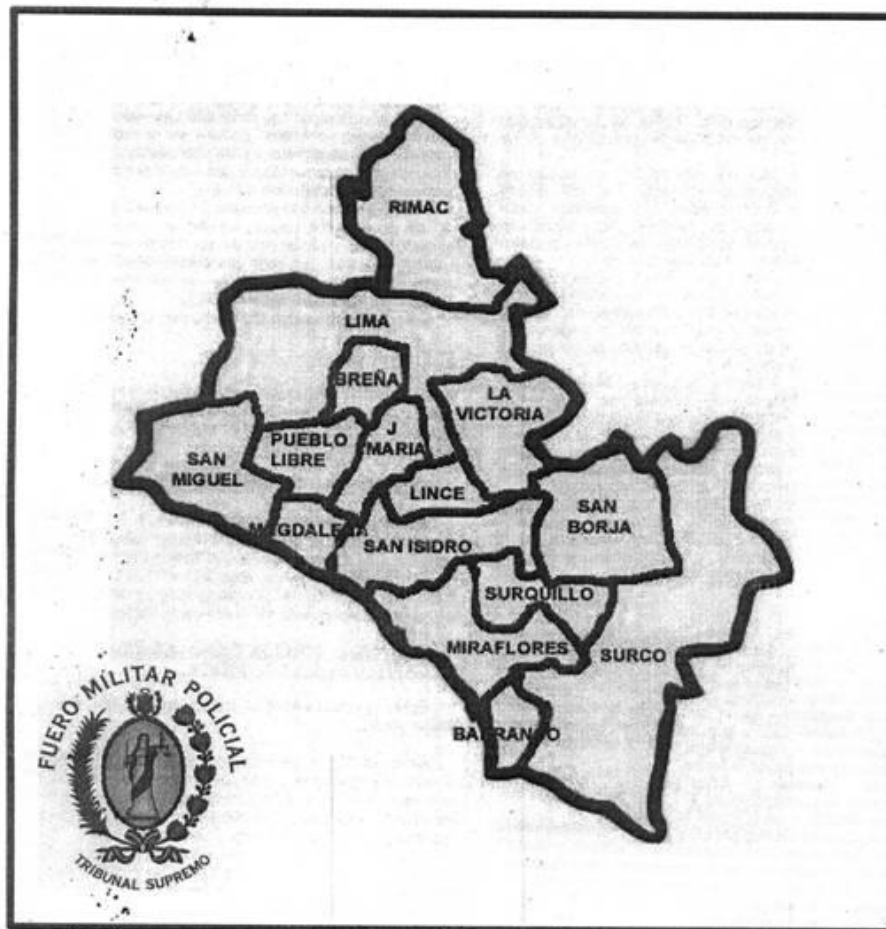 RIMAC
LIMA
BREÑA
LA
VICTORIA
J
MARIA
PUEBLO
LIBRE
SAN
MIGUEL
LINCE
SAN
BORJA
MAGDALENA
SAN ISIDRO
SURQUILLO
MIRAFLORES
SURCO
BARRANCO
FUERO MILITAR POLICIAL
TRIBUNAL SUPREMO